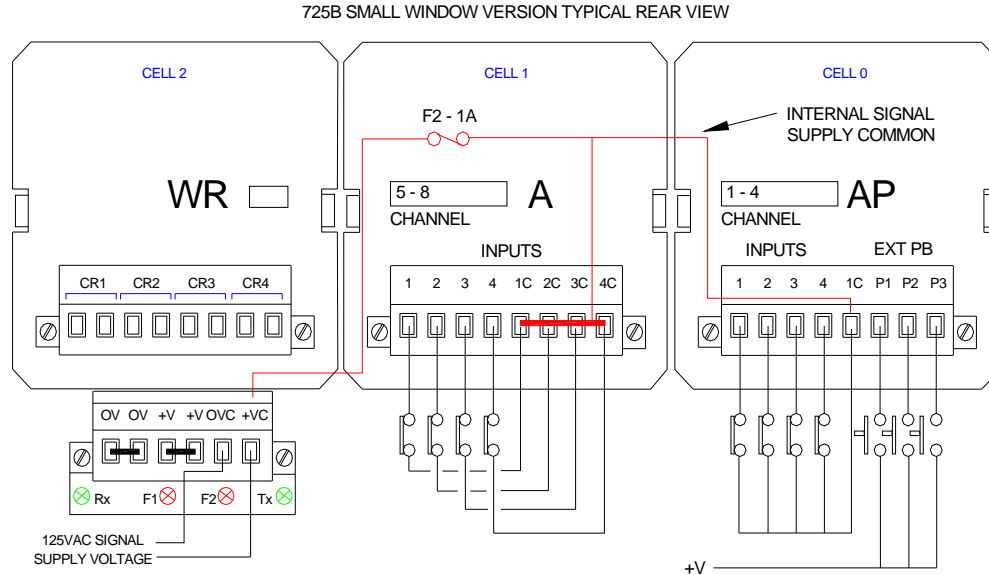 725B SMALL WINDOW VERSION TYPICAL REAR VIEW
CELL 2
CELL 1
CELL 0
F2 - 1A
INTERNAL SIGNAL
SUPPLY COMMON
WR
5 - 8
A
CHANNEL
1 - 4
AP
CHANNEL
INPUTS
INPUTS EXT PB
CR1 CR2 CR3 CR4
1 2 3 4 1C 2C 3C 4C
1 2 3 4 1C P1 P2 P3
OV OV +V +V OVC +VC
Rx F1 F2 Tx
125VAC SIGNAL
SUPPLY VOLTAGE
+V